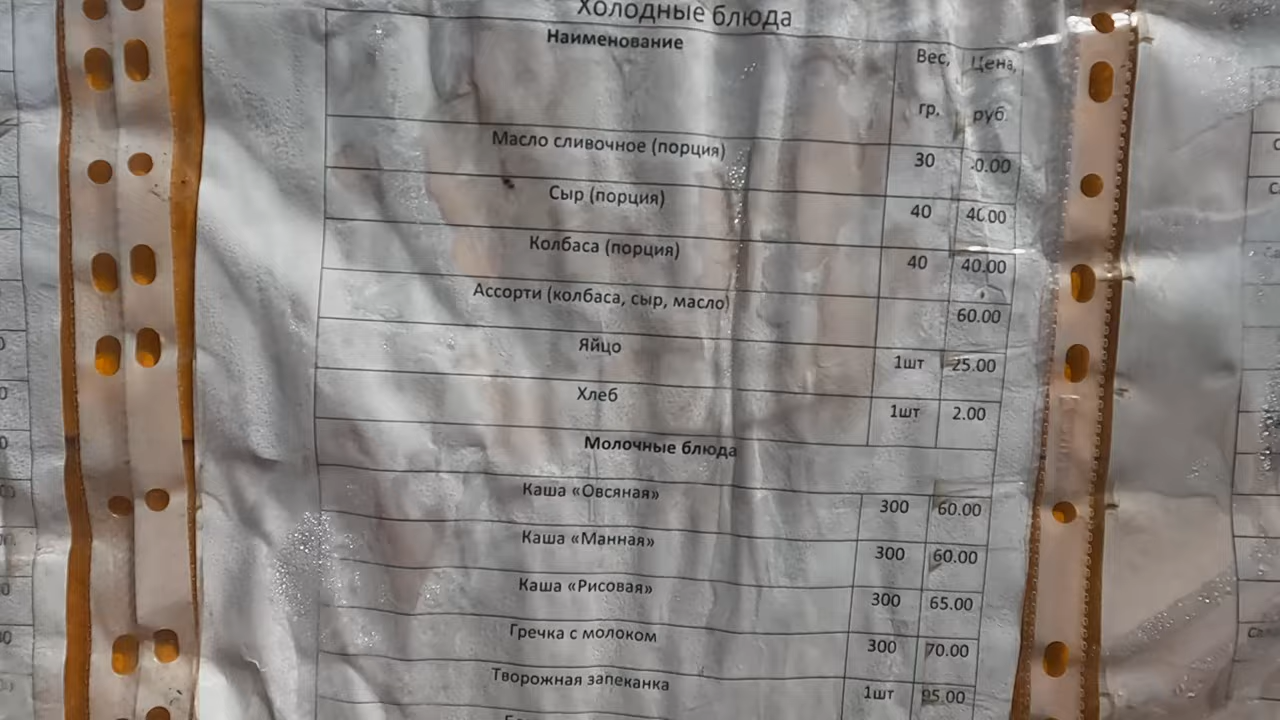 Холодные блюда
Наименование Вес, гр. Цена, руб.
Масло сливочное (порция) 30
Сыр (порция) 40 40.00
Колбаса (порция) 40 40.00
Ассорти (колбаса, сыр, масло) 60.00
Яйцо 1шт 25.00
Хлеб 1шт 2.00
Молочные блюда
Каша «Овсяная» 300 60.00
Каша «Манная» 300 60.00
Каша «Рисовая» 300 65.00
Гречка с молоком 300 70.00
Творожная запеканка 1шт 95.00